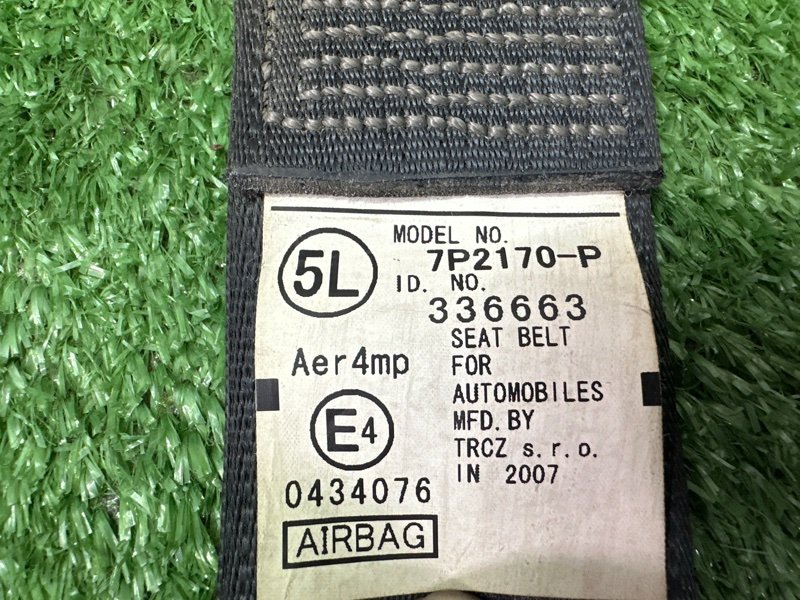 5L
MODEL NO.
7P2170-P
ID. NO.
336663
SEAT BELT
FOR
AUTOMOBILES
MFD. BY
TRCZ s.r.o.
IN 2007
Aer4mp
E4
0434076
AIRBAG